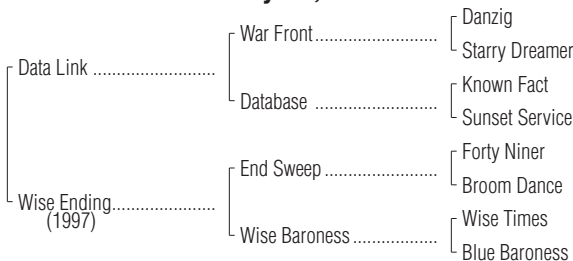 Danzig
War Front
Starry Dreamer
Data Link
Known Fact
Database
Sunset Service
Forty Niner
End Sweep
Broom Dance
Wise Ending
(1997)
Wise Times
Wise Baroness
Blue Baroness